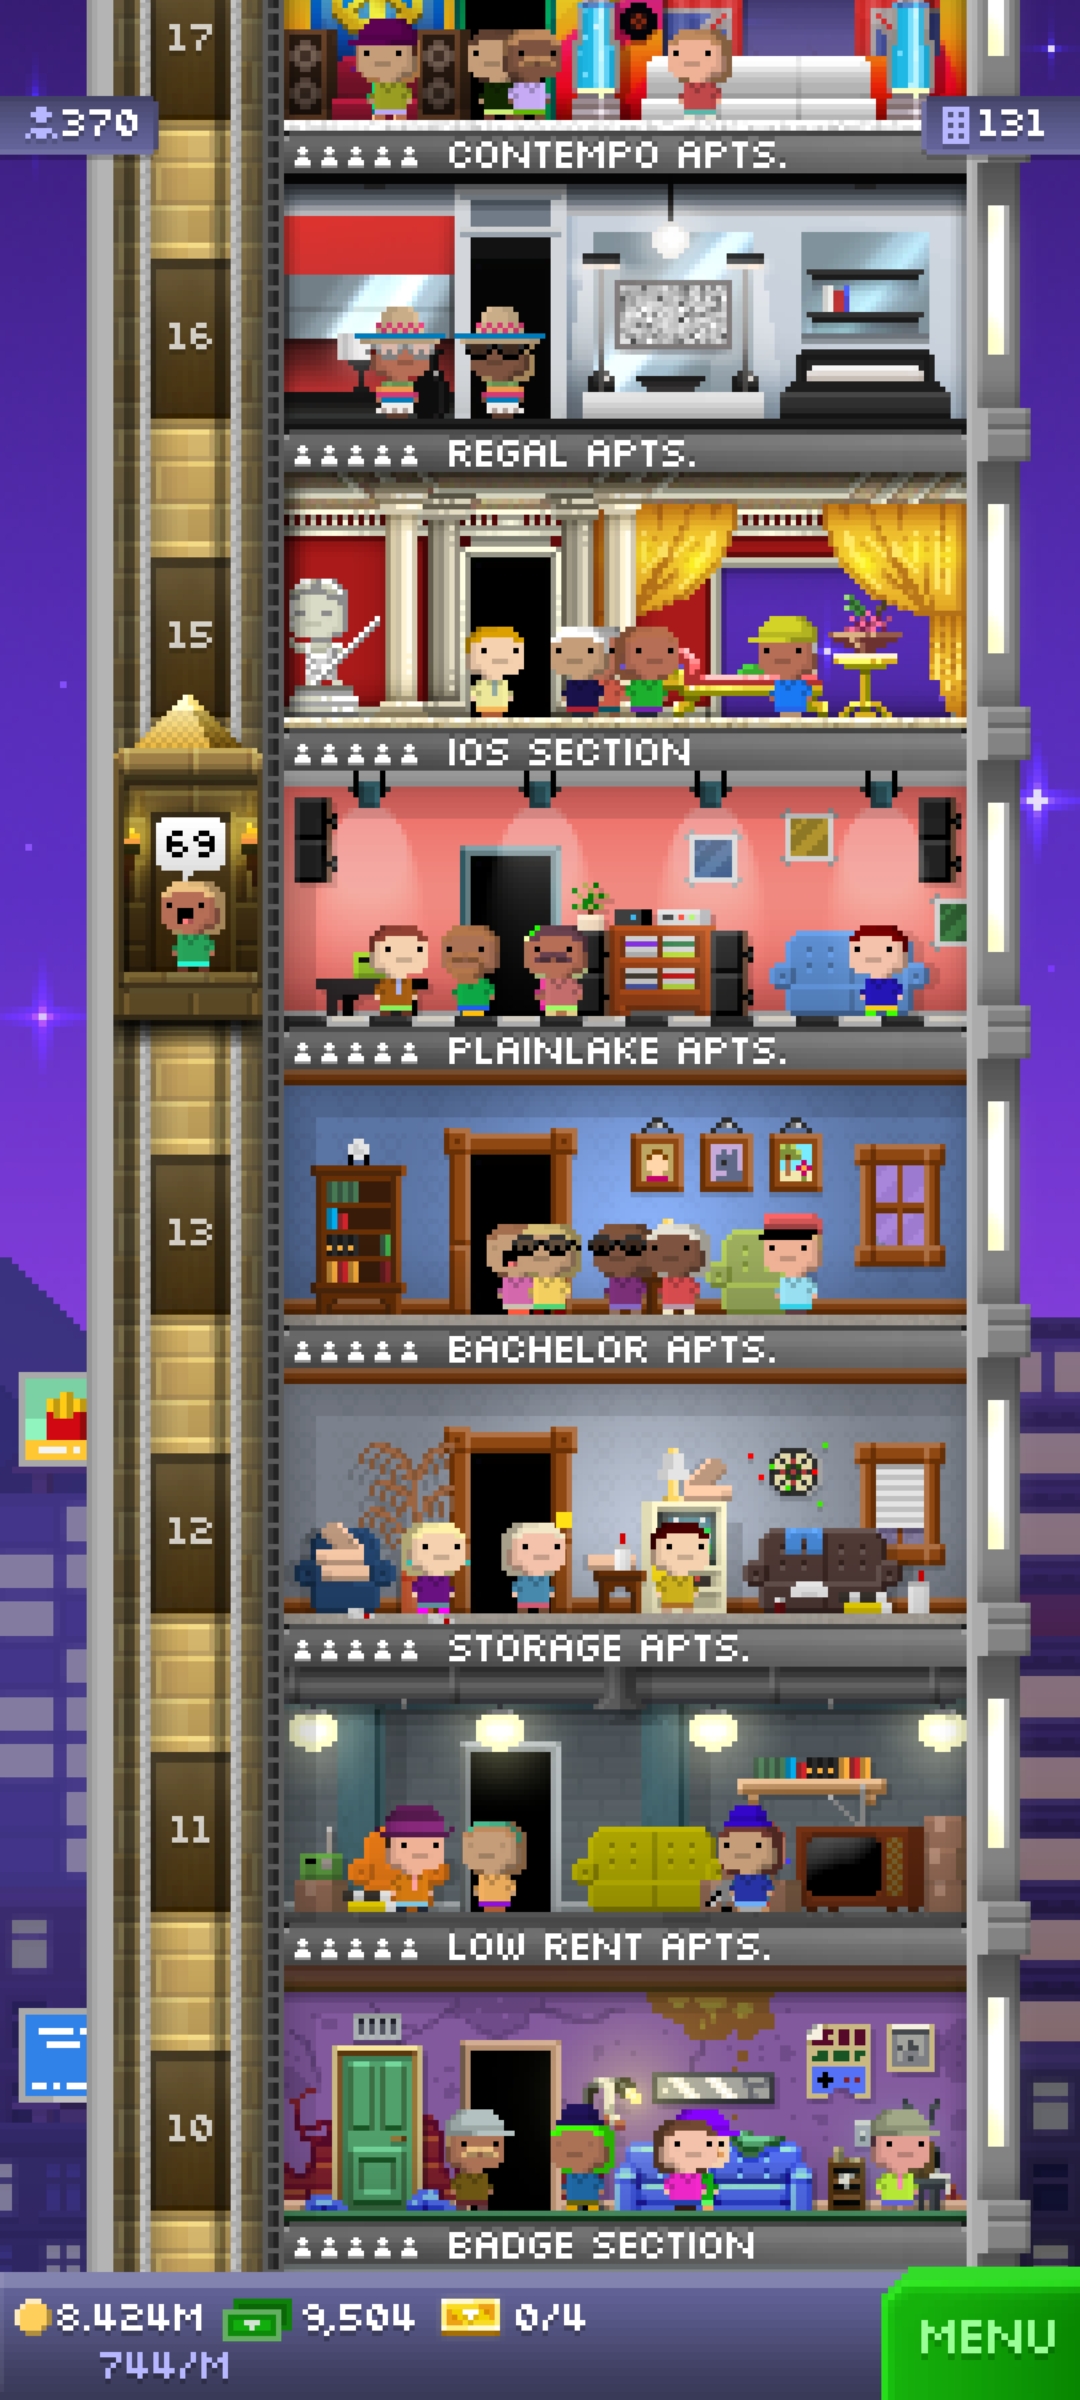 17
370
131
CONTEMPO APTS.
16
REGAL APTS.
15
IOS SECTION
69
PLAINLAKE APTS.
13
BACHELOR APTS.
12
STORAGE APTS.
11
LOW RENT APTS.
10
BADGE SECTION
8.424M 9,504 0/4
744/M
MENU